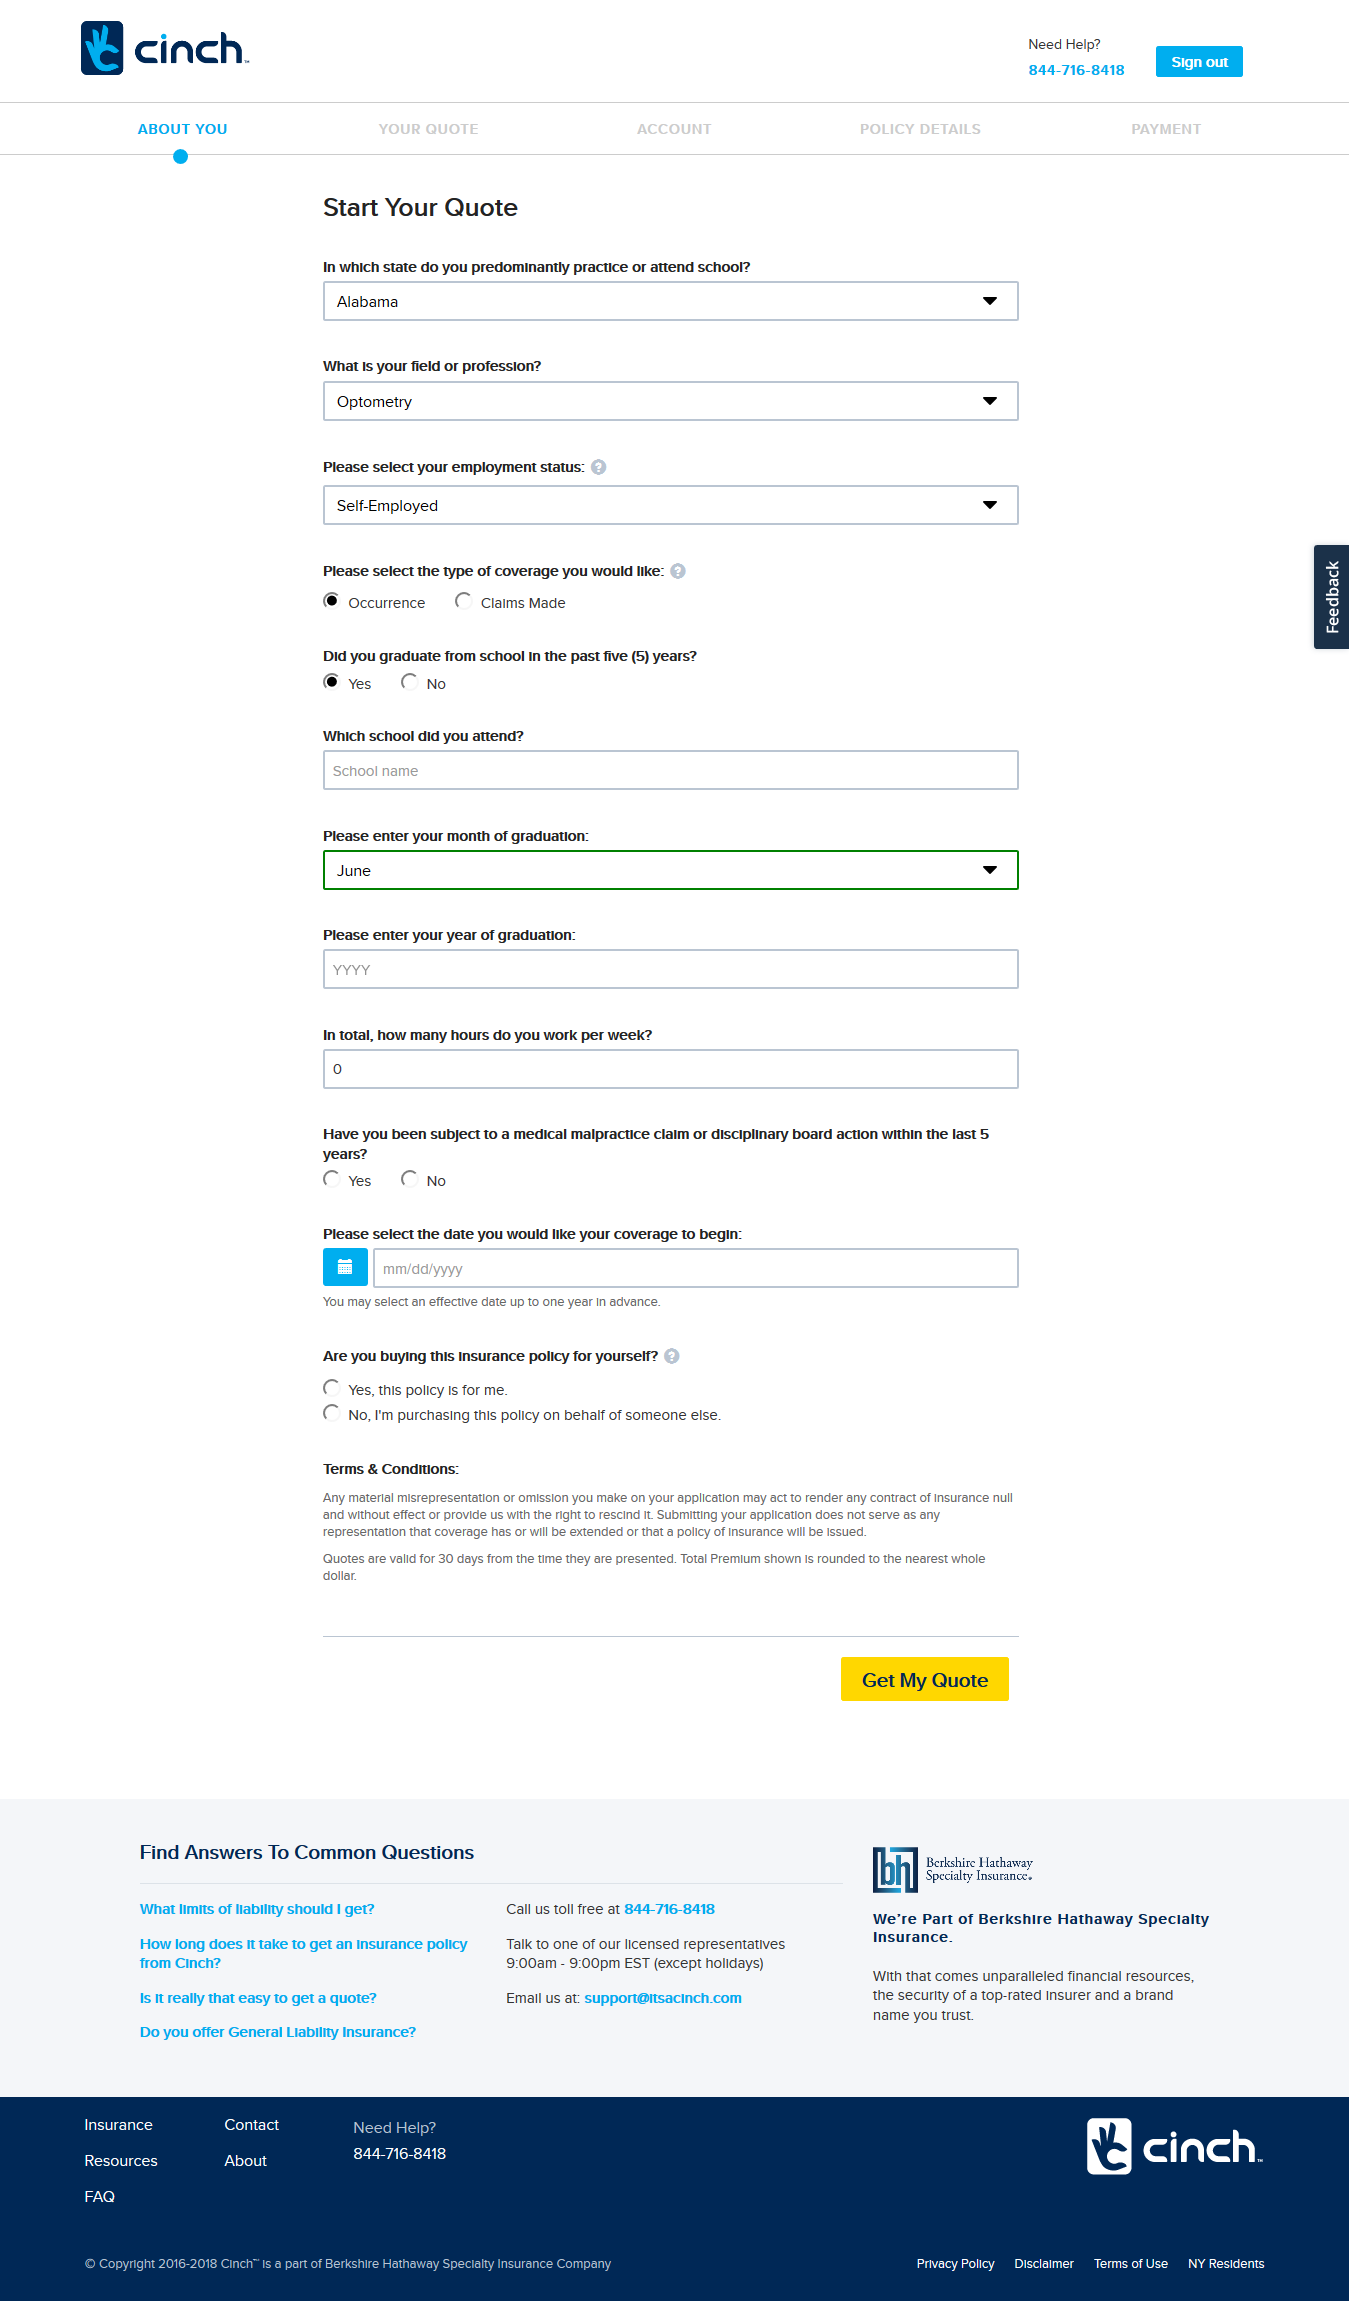 cinch™
Need Help?
844-716-8418
Sign out
ABOUT YOU
YOUR QUOTE
ACCOUNT
POLICY DETAILS
PAYMENT
Start Your Quote
In which state do you predominantly practice or attend school?
Alabama
What is your field or profession?
Optometry
Please select your employment status: ?
Self-Employed
Please select the type of coverage you would like: ?
Occurrence
Claims Made
Did you graduate from school in the past five (5) years?
Yes
No
Which school did you attend?
School name
Please enter your month of graduation:
June
Please enter your year of graduation:
YYYY
In total, how many hours do you work per week?
0
Have you been subject to a medical malpractice claim or disciplinary board action within the last 5
years?
Yes
No
Please select the date you would like your coverage to begin:
mm/dd/yyyy
You may select an effective date up to one year in advance.
Are you buying this insurance policy for yourself? ?
Yes, this policy is for me.
No, I'm purchasing this policy on behalf of someone else.
Terms & Conditions:
Any material misrepresentation or omission you make on your application may act to render any contract of insurance null
and without effect or provide us with the right to rescind it. Submitting your application does not serve as any
representation that coverage has or will be extended or that a policy of insurance will be issued.
Quotes are valid for 30 days from the time they are presented. Total Premium shown is rounded to the nearest whole
dollar.
Get My Quote
Feedback
Find Answers To Common Questions
What limits of liability should I get?
How long does it take to get an insurance policy
from Cinch?
Is it really that easy to get a quote?
Do you offer General Liability Insurance?
Call us toll free at 844-716-8418
Talk to one of our licensed representatives
9:00am - 9:00pm EST (except holidays)
Email us at: support@itsacinch.com
bh
Berkshire Hathaway
Specialty Insurance.
We're Part of Berkshire Hathaway Specialty
Insurance.
With that comes unparalleled financial resources,
the security of a top-rated insurer and a brand
name you trust.
Insurance
Resources
FAQ
Contact
About
Need Help?
844-716-8418
cinch™
© Copyright 2016-2018 Cinch™ is a part of Berkshire Hathaway Specialty Insurance Company
Privacy Policy
Disclaimer
Terms of Use
NY Residents